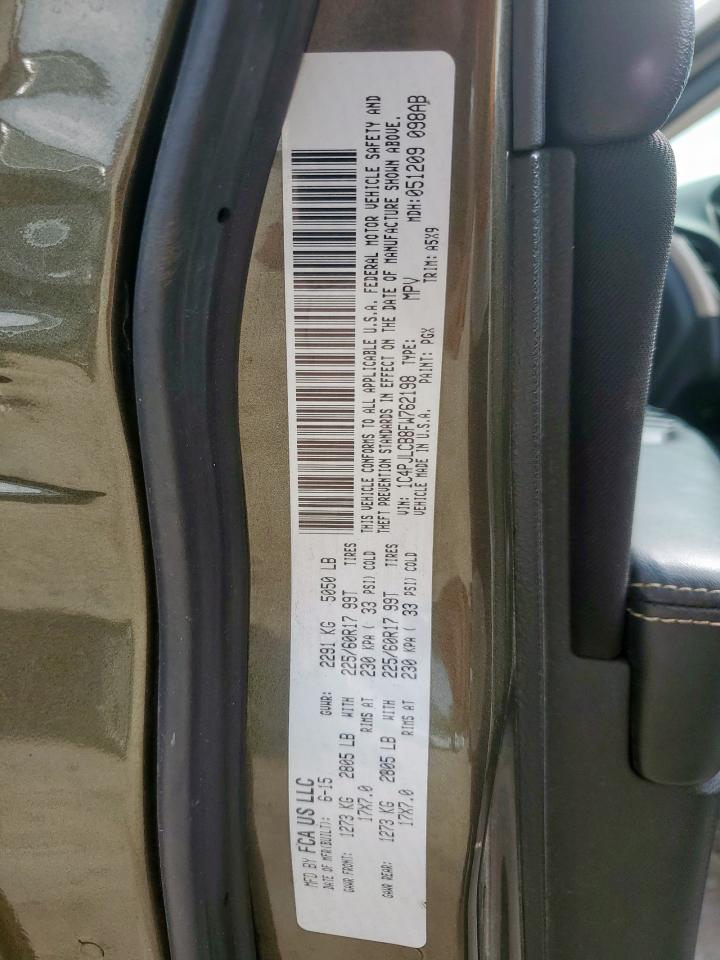 MFD BY FCA US LLC
DATE OF MFR(BUILT): 6-15 GVWR: 2291 KG 5050 LB
GAWR FRONT: 1273 KG 2805 LB WITH 225/60R17 99T TIRES
17X7.0 RIMS AT 230 KPA ( 33 PSI) COLD
GAWR REAR: 1273 KG 2805 LB WITH 225/60R17 99T TIRES
17X7.0 RIMS AT 230 KPA ( 33 PSI) COLD
THIS VEHICLE CONFORMS TO ALL APPLICABLE U.S.A. FEDERAL MOTOR VEHICLE SAFETY AND
THEFT PREVENTION STANDARDS IN EFFECT ON THE DATE OF MANUFACTURE SHOWN ABOVE.
VIN: 1C4PJLCB8FW762198 TYPE: MPV MDH:051209 098AB
VEHICLE MADE IN U.S.A. PAINT: PGX TRIM: A5X9